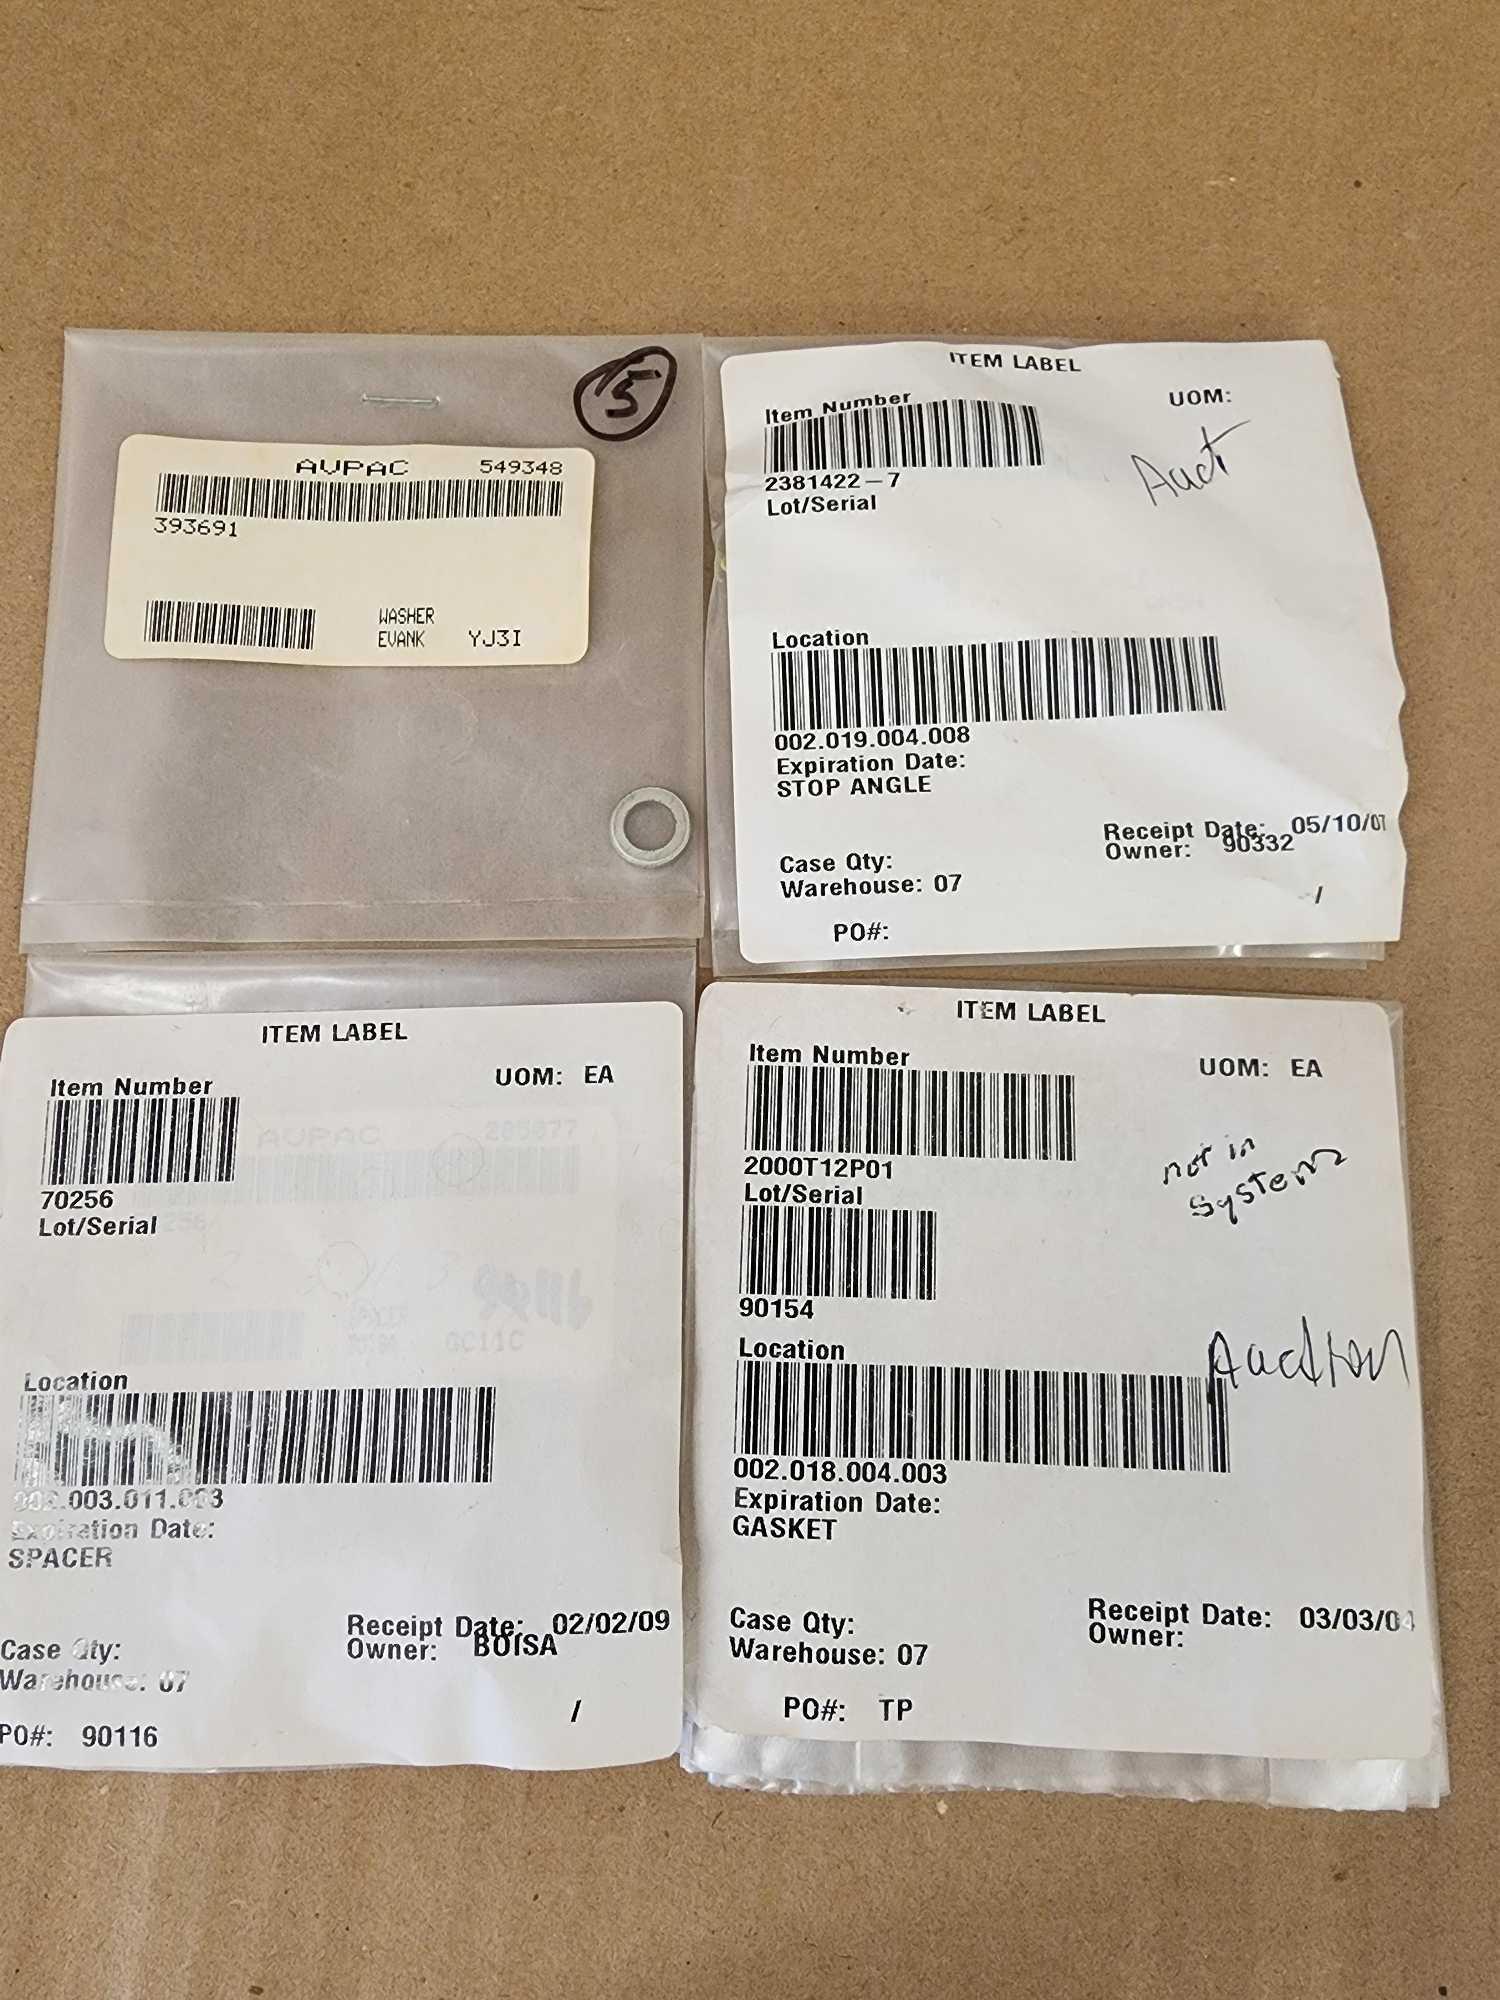 5
AVPAC 549348
393691
WASHER
EVANK YJ3I
ITEM LABEL
Item Number UOM:
Auct
2381422-7
Lot/Serial
Location
002.019.004.008
Expiration Date:
STOP ANGLE
Receipt Date: 05/10/07
Owner: 90332
Case Qty:
Warehouse: 07
/
PO#:
ITEM LABEL
Item Number UOM: EA
AVPAC 205077
70256
Lot/Serial
GC11C
Location
.003.011.
Expiration Date:
SPACER
Receipt Date: 02/02/09
Owner: BOISA
Case Qty:
Warehouse: 07
/
PO#: 90116
ITEM LABEL
Item Number UOM: EA
not in
System
2000T12P01
Lot/Serial
90154
Location
Auction
002.018.004.003
Expiration Date:
GASKET
Receipt Date: 03/03/04
Owner:
Case Qty:
Warehouse: 07
PO#: TP